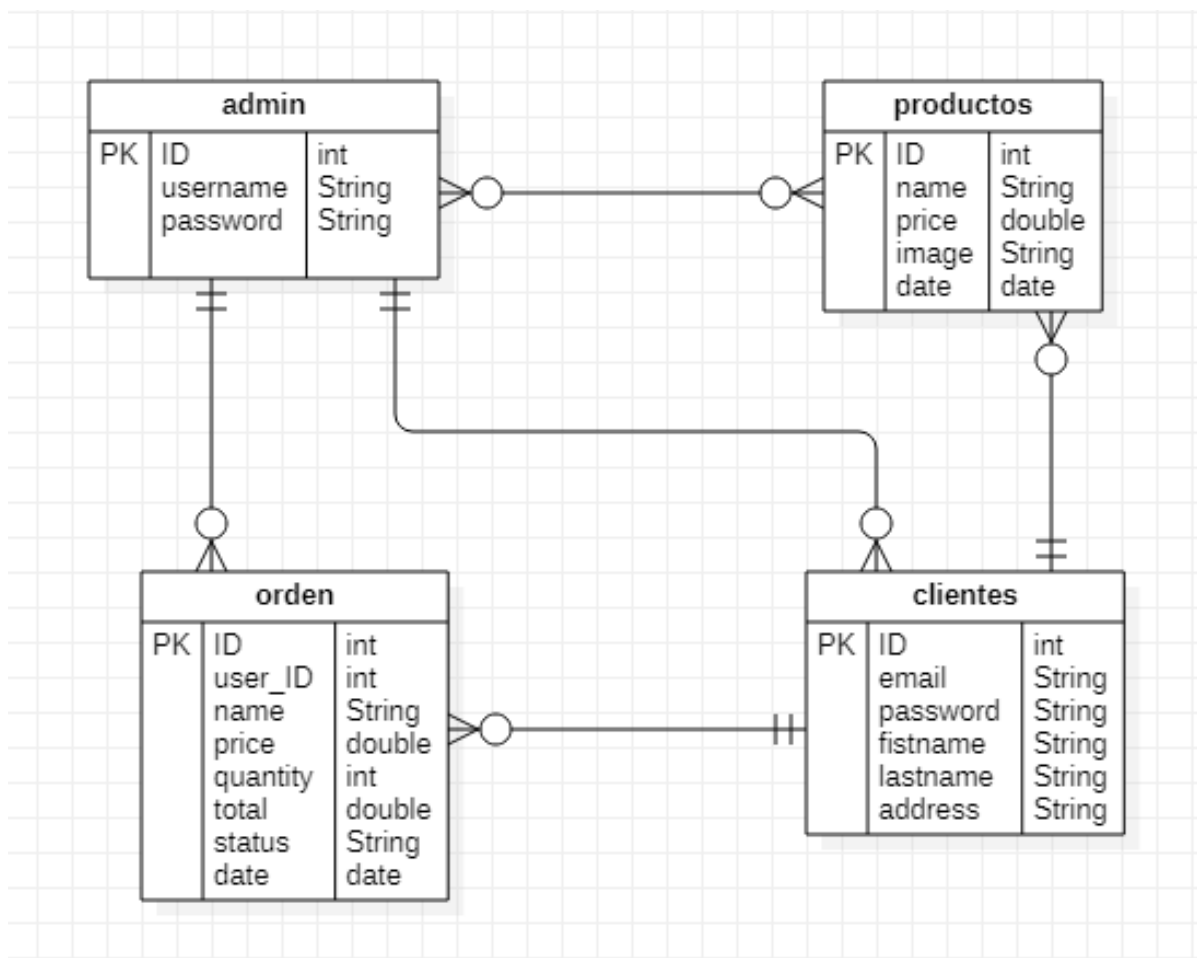 admin
PK ID int
username String
password String
productos
PK ID int
name String
price double
image String
date date
orden
PK ID int
user_ID int
name String
price double
quantity int
total double
status String
date date
clientes
PK ID int
email String
password String
fistname String
lastname String
address String